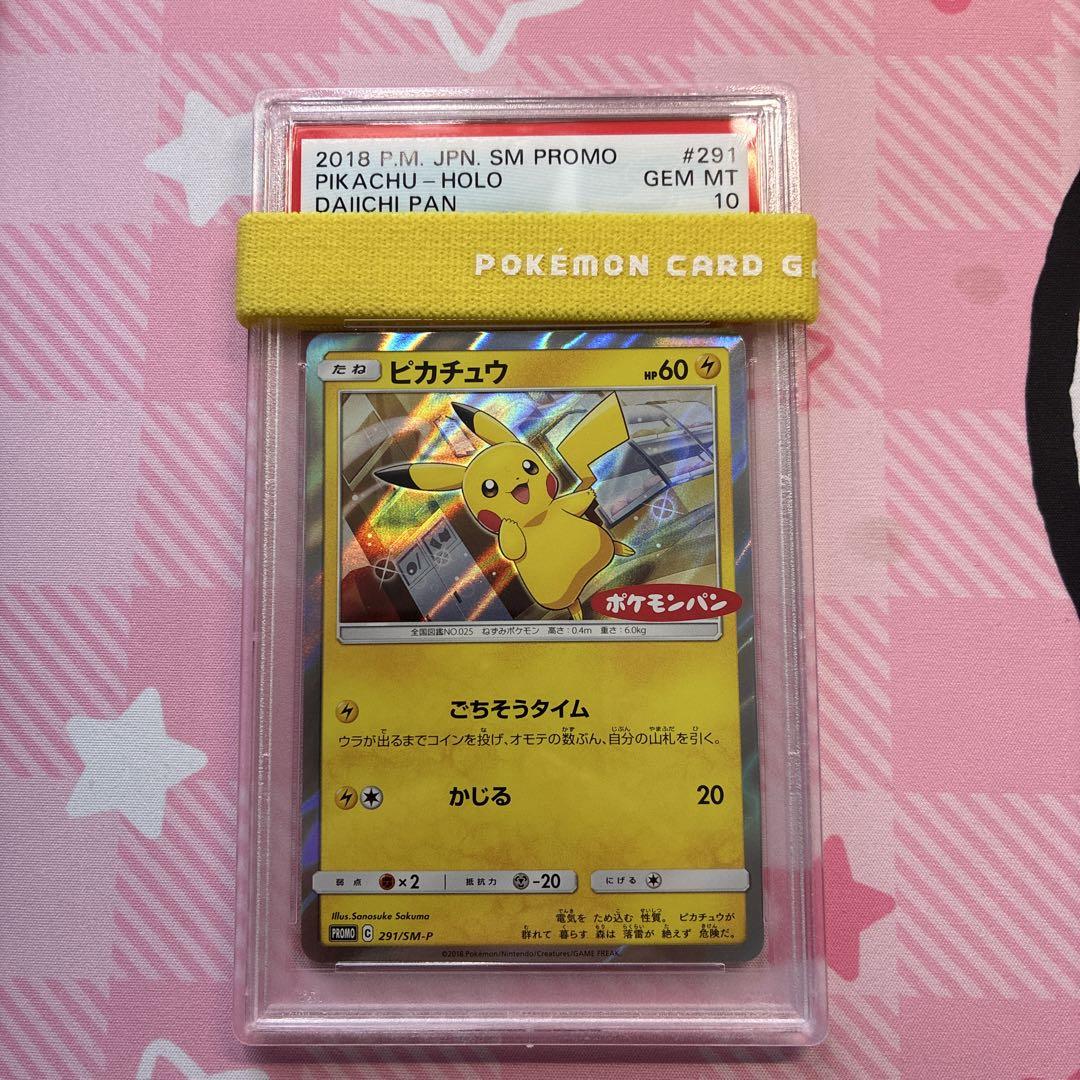 2018 P.M. JPN. SM PROMO #291
PIKACHU - HOLO GEM MT
DAIICHI PAN 10
POKÉMON CARD G
たね ピカチュウ HP60
ポケモンパン
全国図鑑NO.025 ねずみポケモン 高さ:0.4m 重さ:6.0kg
ごちそうタイム
ウラが出るまでコインを投げ、オモテの数ぶん、自分の山札を引く。
かじる 20
弱点 ×2 抵抗力 -20 にげる
Illus.Sanosuke Sakuma
PROMO C 291/SM-P
電気を ため込む 性質。 ピカチュウが
群れて 暮らす 森は 落雷が 絶えず 危険だ。
©2018 Pokémon/Nintendo/Creatures/GAME FREAK